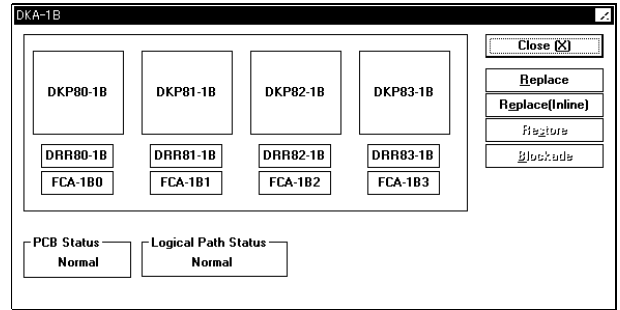 DKA-1B
Close (X)
DKP80-1B DKP81-1B DKP82-1B DKP83-1B
Replace
Replace(Inline)
Restore
DRR80-1B DRR81-1B DRR82-1B DRR83-1B
Blockade
FCA-1B0 FCA-1B1 FCA-1B2 FCA-1B3
PCB Status Logical Path Status
Normal Normal